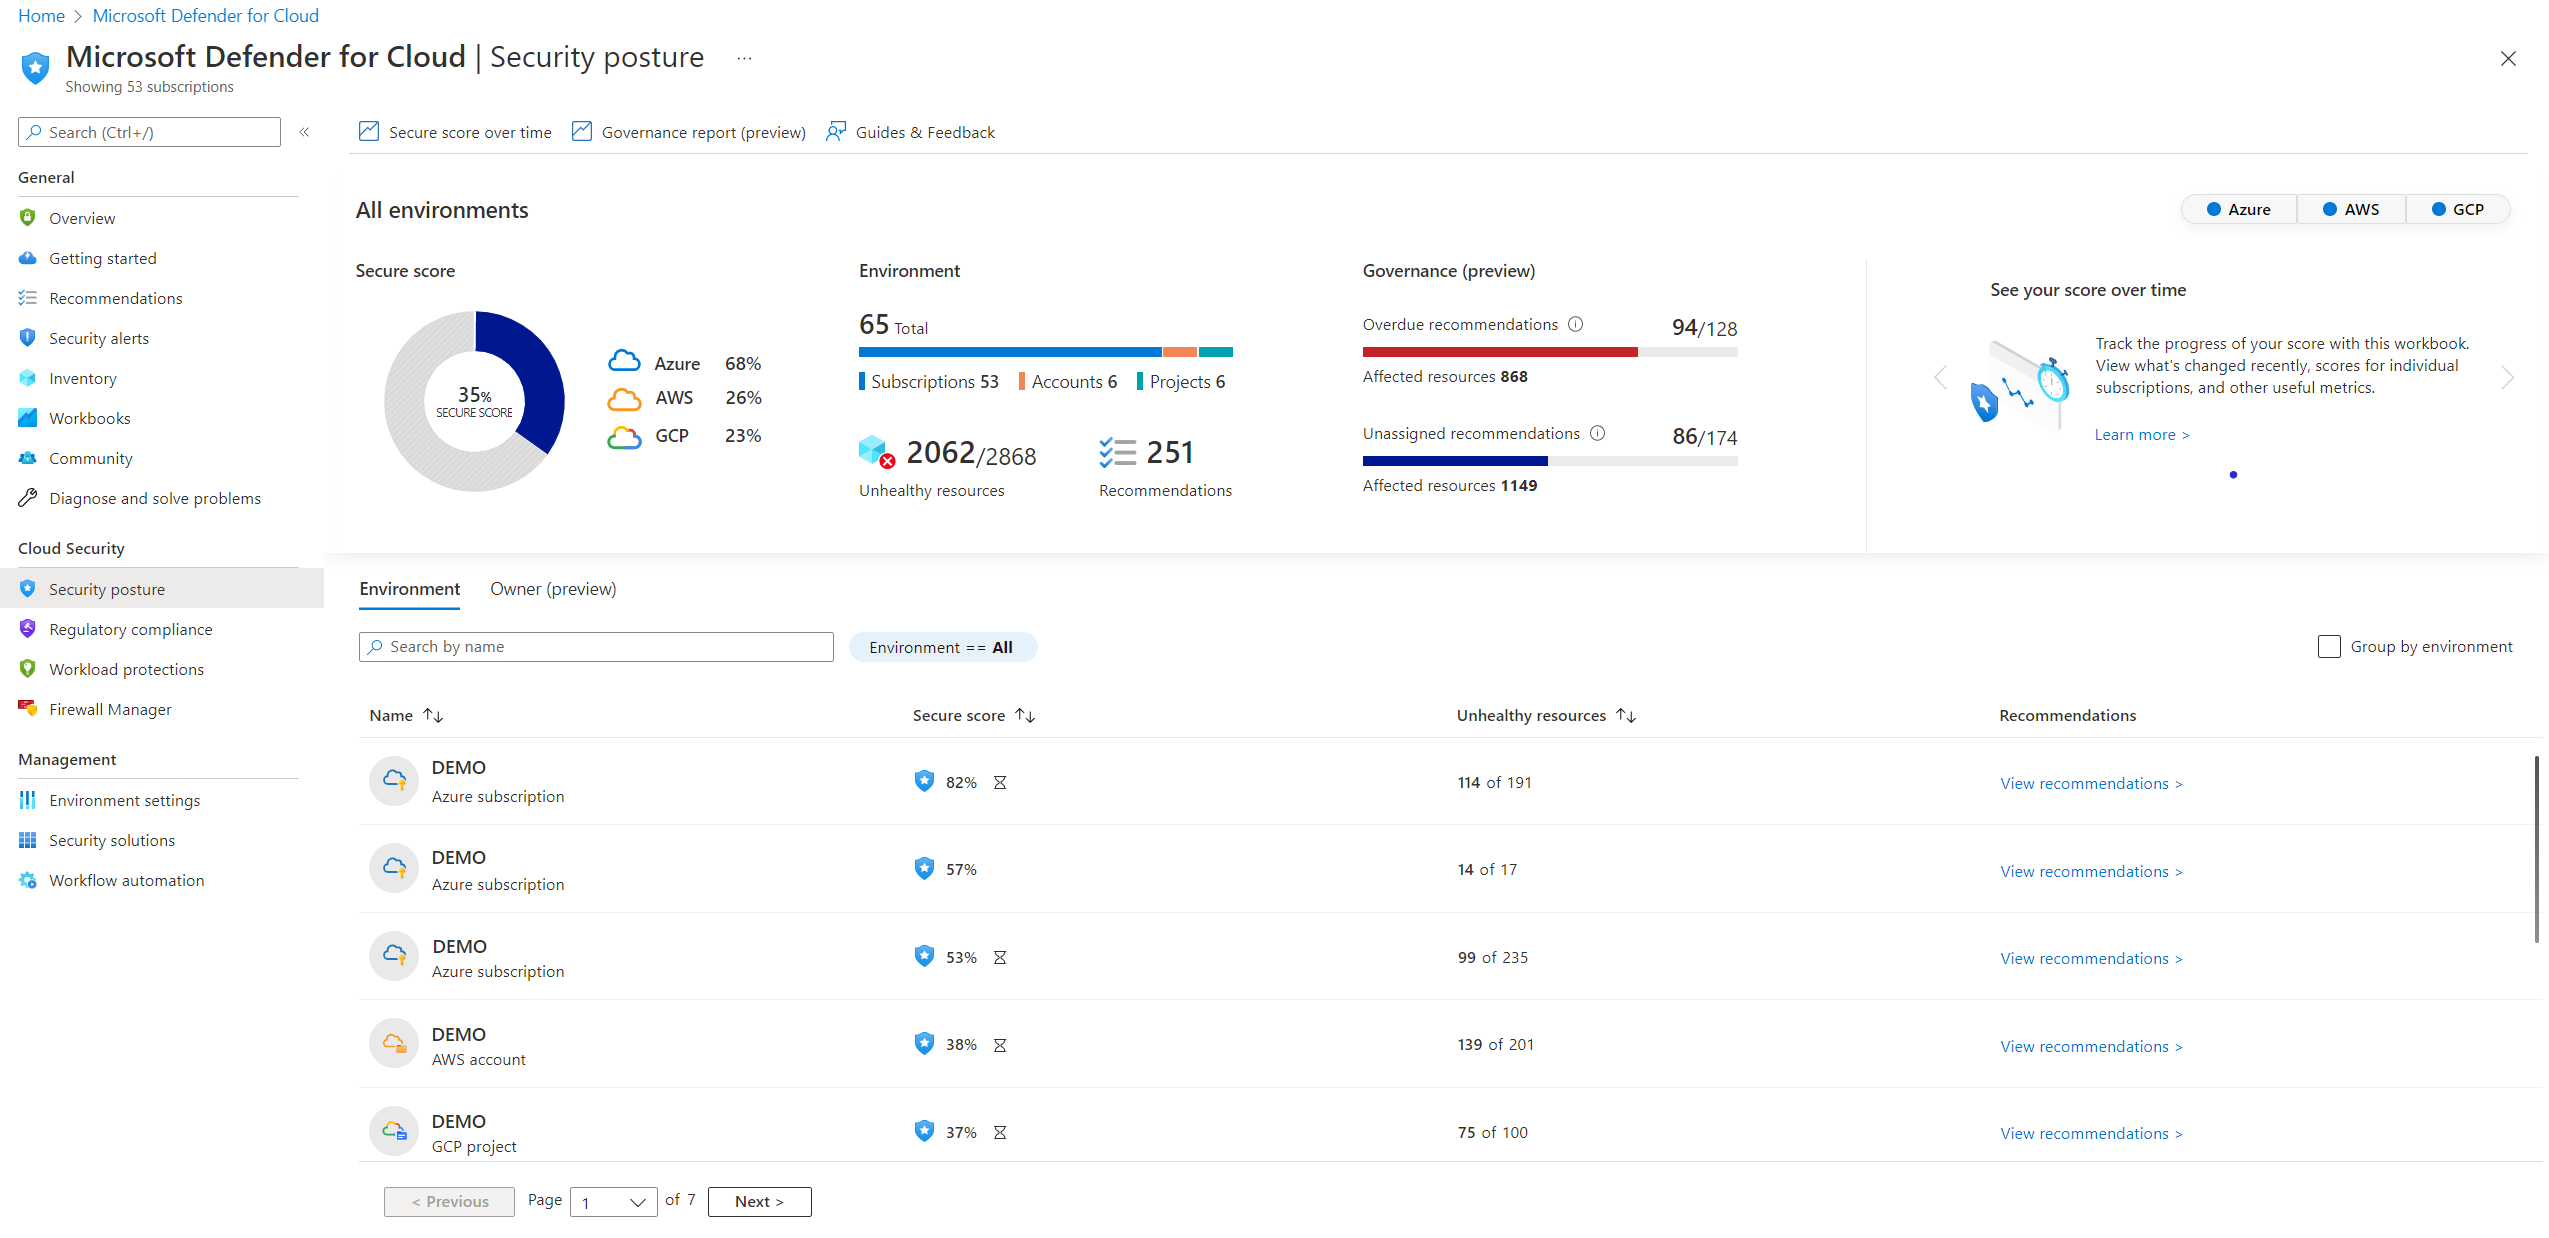 Home > Microsoft Defender for Cloud
Microsoft Defender for Cloud | Security posture ...
Showing 53 subscriptions
Search (Ctrl+/) «
General
Overview
Getting started
Recommendations
Security alerts
Inventory
Workbooks
Community
Diagnose and solve problems
Cloud Security
Security posture
Regulatory compliance
Workload protections
Firewall Manager
Management
Environment settings
Security solutions
Workflow automation
Secure score over time Governance report (preview) Guides & Feedback
All environments
Azure AWS GCP
Secure score
35%
SECURE SCORE
Azure 68%
AWS 26%
GCP 23%
Environment
65 Total
Subscriptions 53 Accounts 6 Projects 6
2062/2868
Unhealthy resources
251
Recommendations
Governance (preview)
Overdue recommendations 94/128
Affected resources 868
Unassigned recommendations 86/174
Affected resources 1149
See your score over time
Track the progress of your score with this workbook.
View what's changed recently, scores for individual
subscriptions, and other useful metrics.
Learn more >
Environment Owner (preview)
Search by name Environment == All Group by environment
Name Secure score Unhealthy resources Recommendations
DEMO
Azure subscription
82% 114 of 191 View recommendations >
DEMO
Azure subscription
57% 14 of 17 View recommendations >
DEMO
Azure subscription
53% 99 of 235 View recommendations >
DEMO
AWS account
38% 139 of 201 View recommendations >
DEMO
GCP project
37% 75 of 100 View recommendations >
< Previous Page 1 of 7 Next >